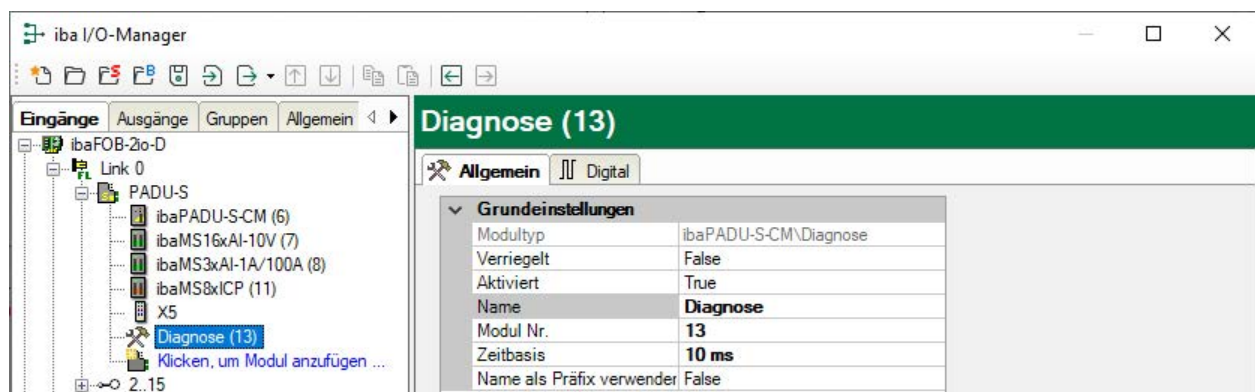 iba I/O-Manager
Eingänge Ausgänge Gruppen Allgemein
ibaFOB-2io-D
Link 0
PADU-S
ibaPADU-S-CM (6)
ibaMS16xAI-10V (7)
ibaMS3xAI-1A/100A (8)
ibaMS8xICP (11)
X5
Diagnose (13)
Klicken, um Modul anzufügen ...
2..15
Diagnose (13)
Allgemein Digital
Grundeinstellungen
Modultyp ibaPADU-S-CM\Diagnose
Verriegelt False
Aktiviert True
Name Diagnose
Modul Nr. 13
Zeitbasis 10 ms
Name als Präfix verwender False